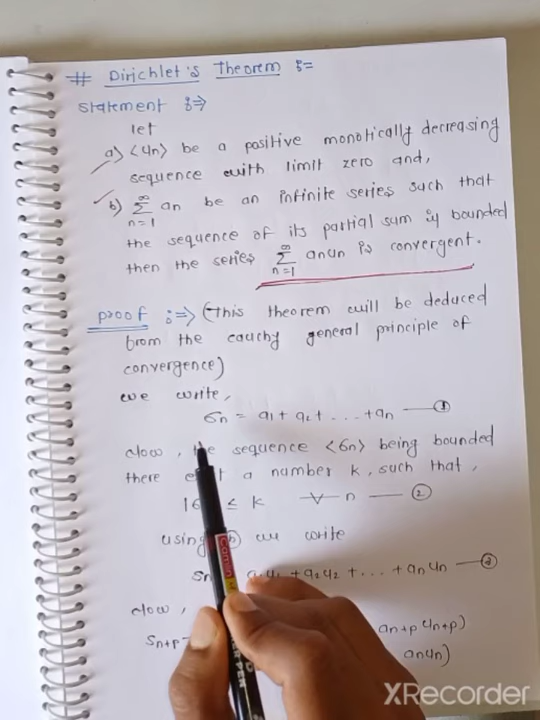 # Dirichlet's Theorem :=
Statement :⇒
let
a) <un> be a positive monotically decreasing
sequence with limit zero and,
b) ∞ Σ n=1 an be an infinite series such that
the sequence of its partial sum is bounded
then the series ∞ Σ n=1 anun is convergent.
proof :⇒ (this theorem will be deduced
from the cauchy general principle of
convergence)
we write,
σn = a1 + a2 + ... + an — ①
Now, the sequence <σn> being bounded
there a number k, such that,
≤ k ∀ n — ②
using b we write
Sn a1u1 + a2u2 + ... + anun — ③
Now,
Sn+p - an+p un+p)
anun)
XRecorder